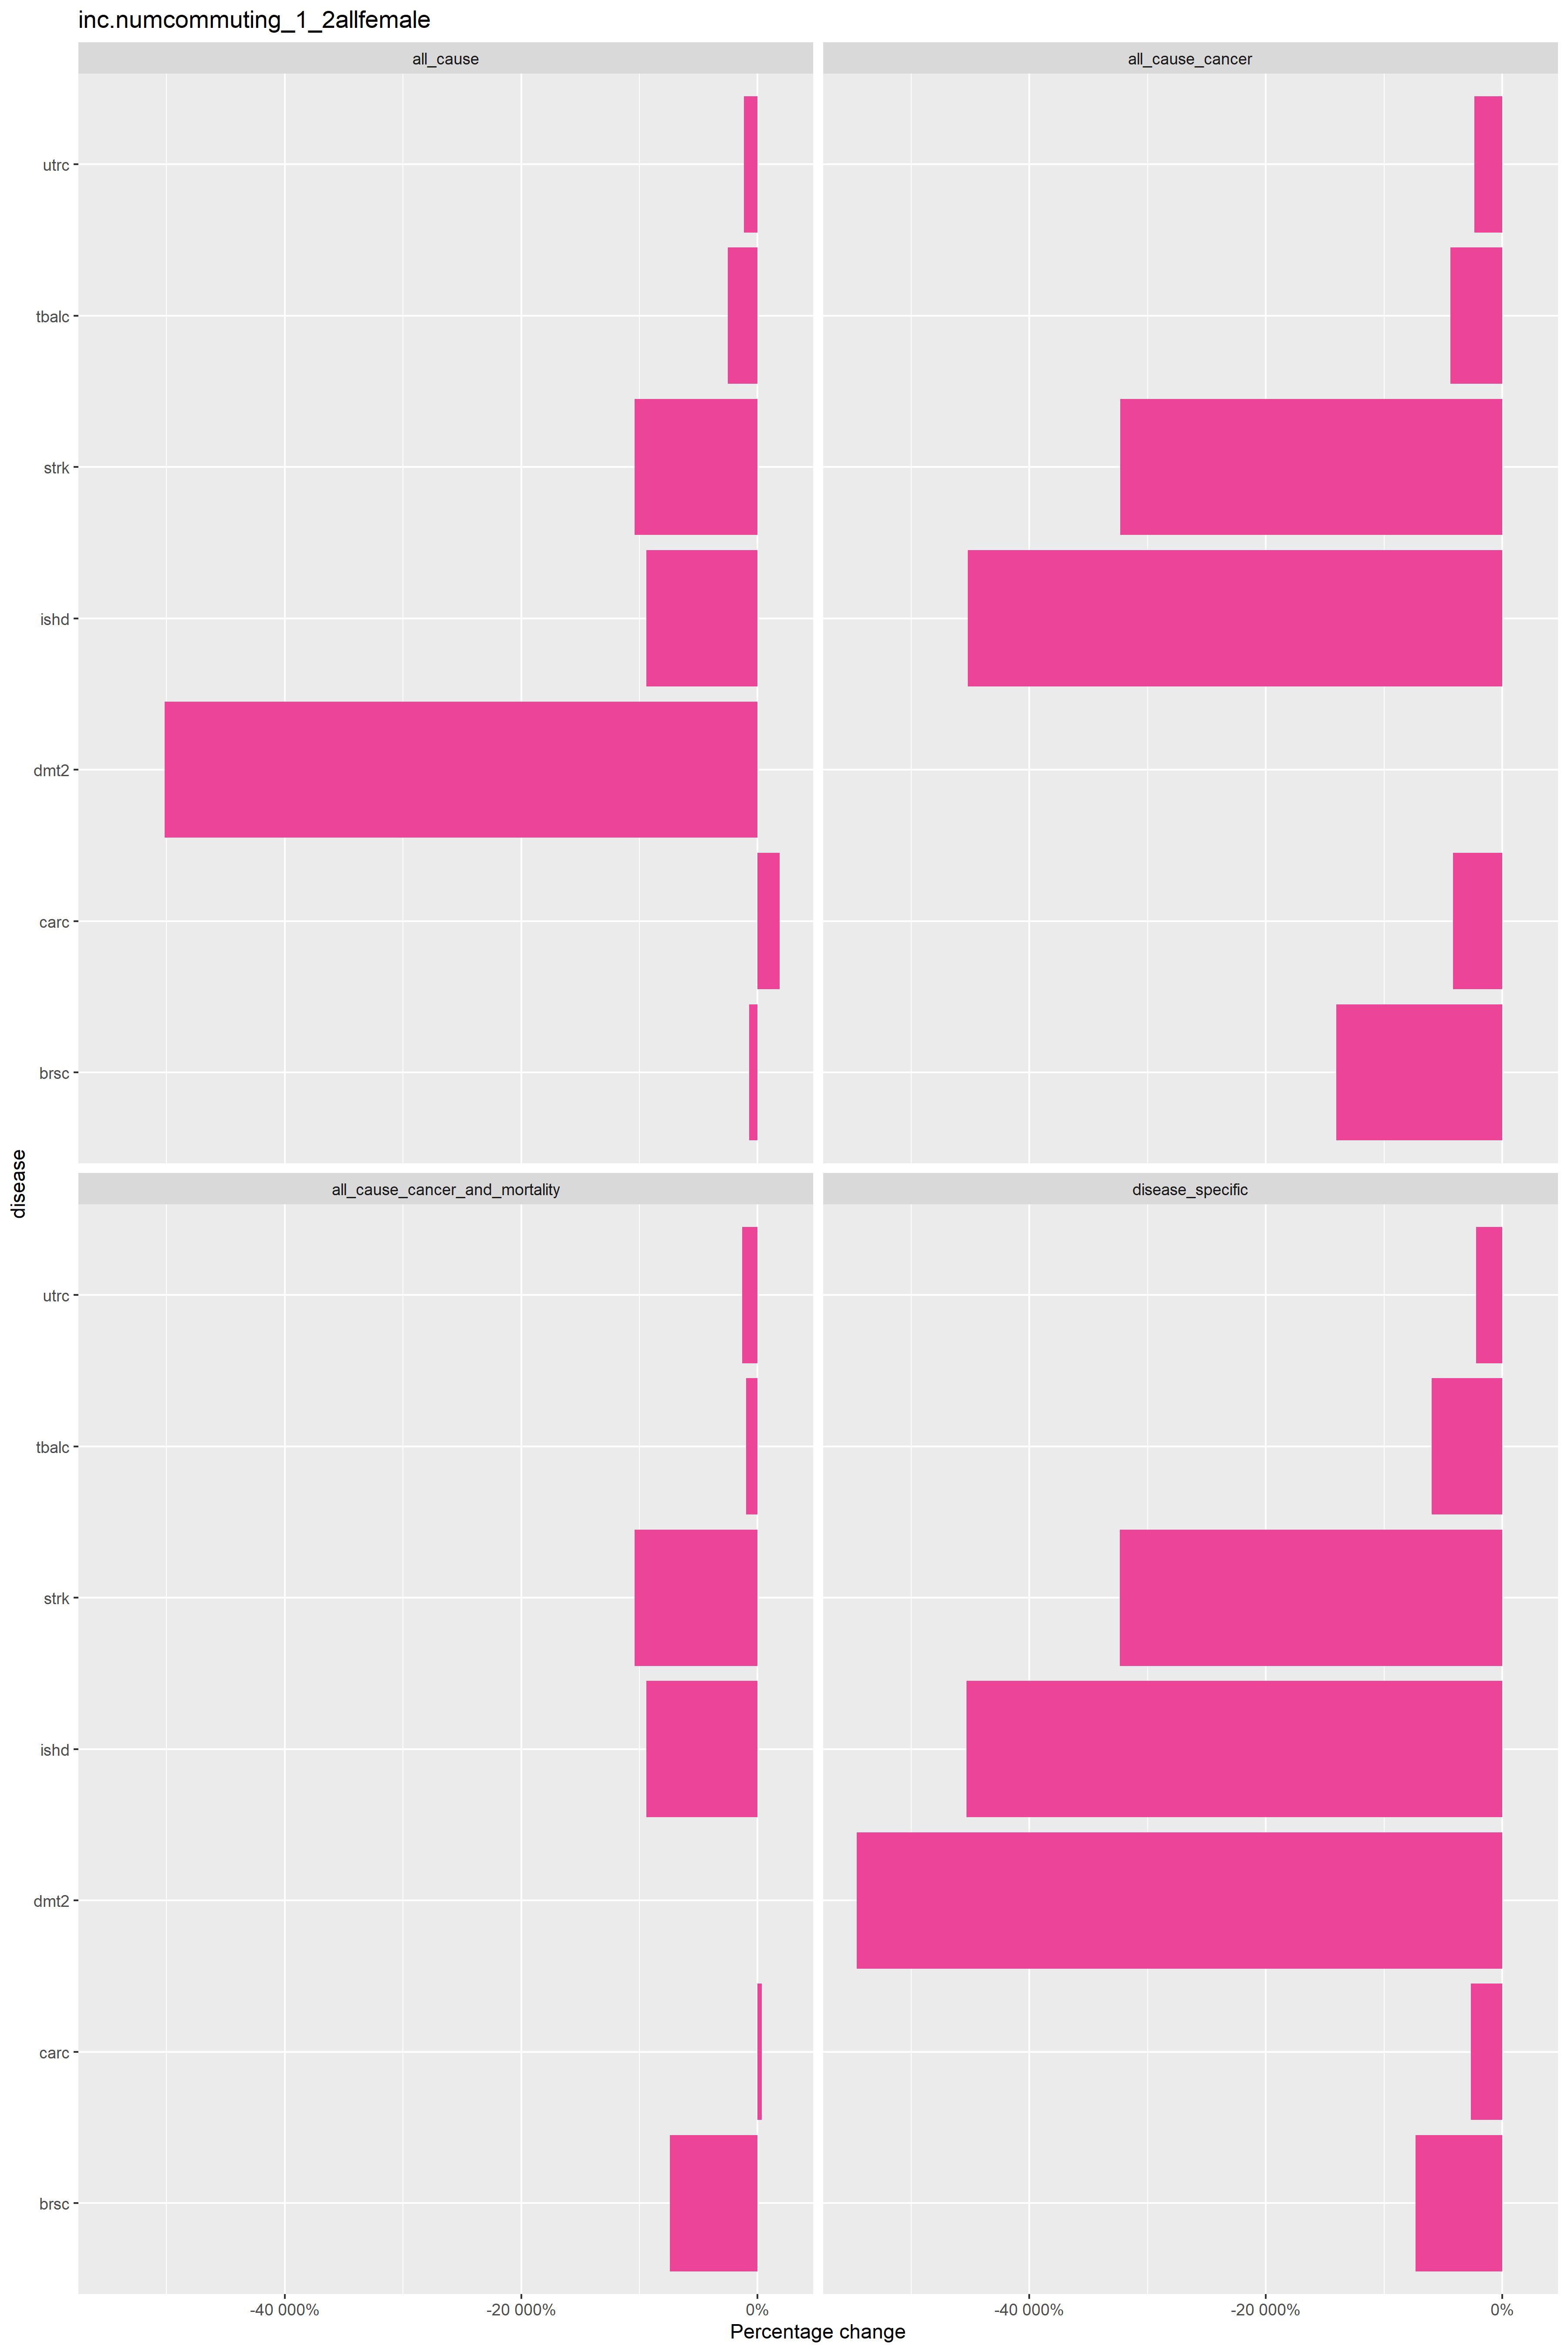 inc.numcommuting_1_2allfemale
all_cause
all_cause_cancer
utrc
tbalc
strk
ishd
dmt2
carc
brsc
disease
all_cause_cancer_and_mortality
disease_specific
utrc
tbalc
strk
ishd
dmt2
carc
brsc
-40 000%
-20 000%
0%
-40 000%
-20 000%
0%
Percentage change